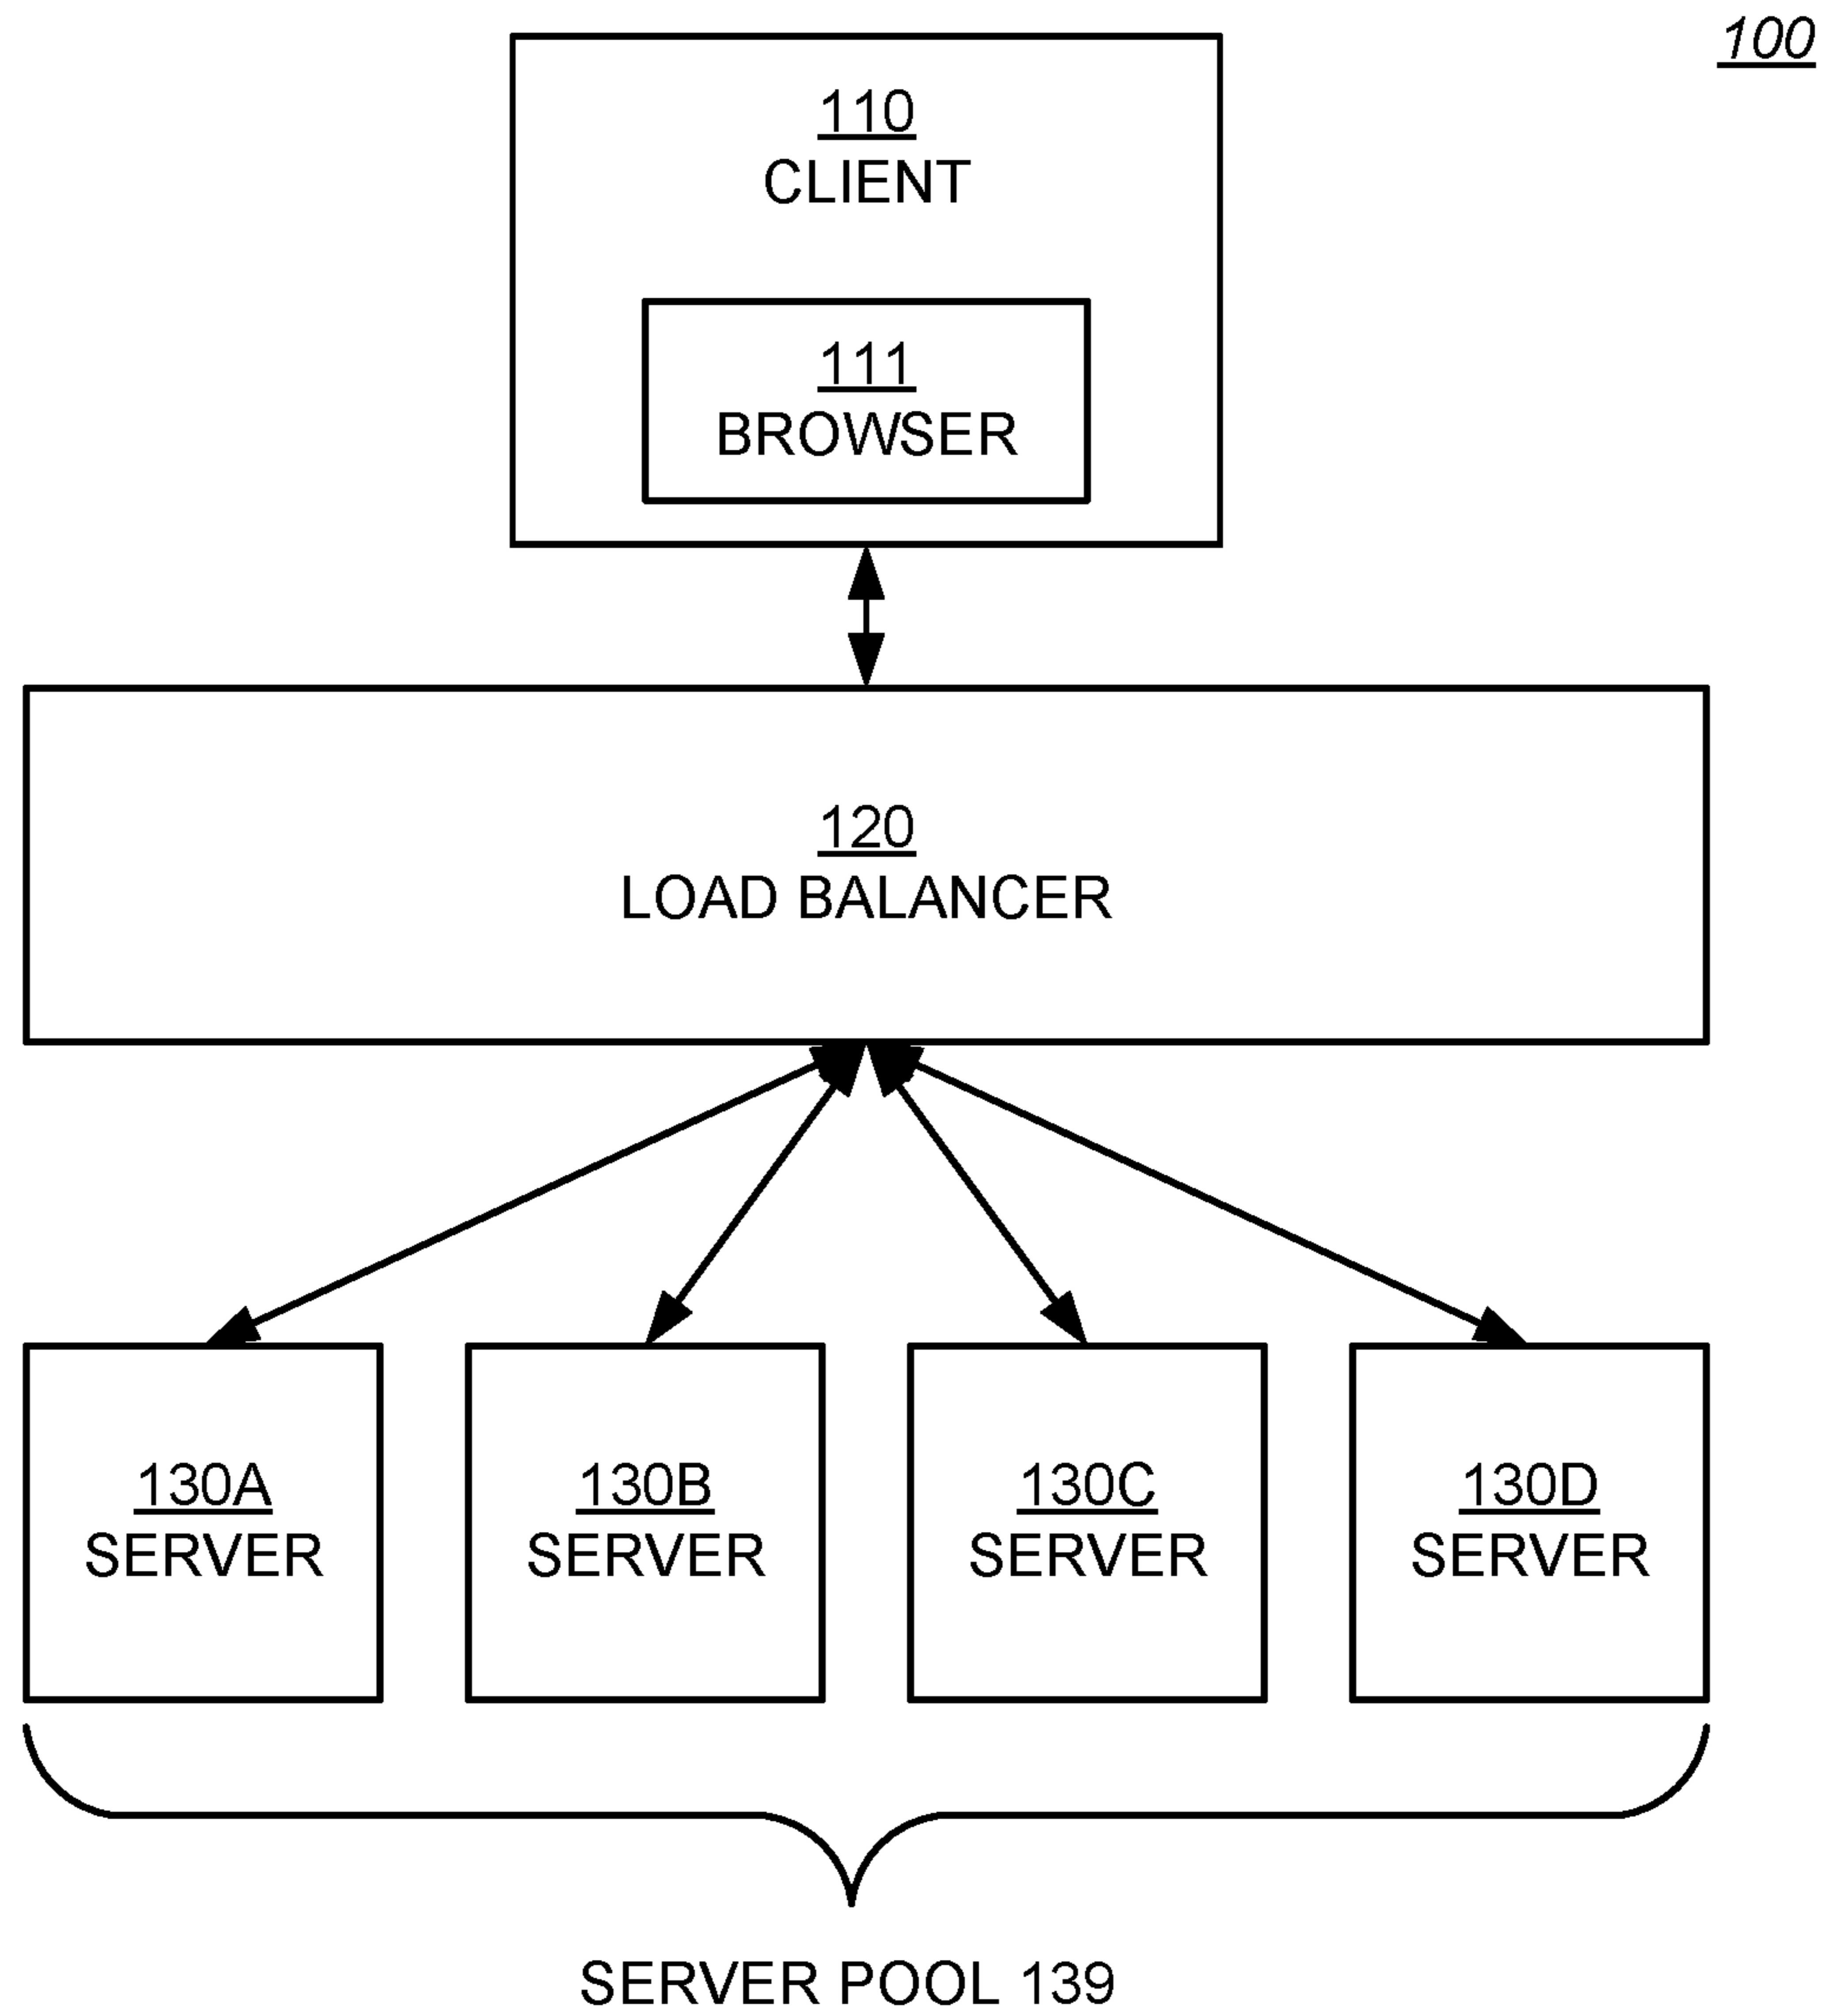 100
110
CLIENT
111
BROWSER
120
LOAD BALANCER
130A
SERVER
130B
SERVER
130C
SERVER
130D
SERVER
SERVER POOL 139